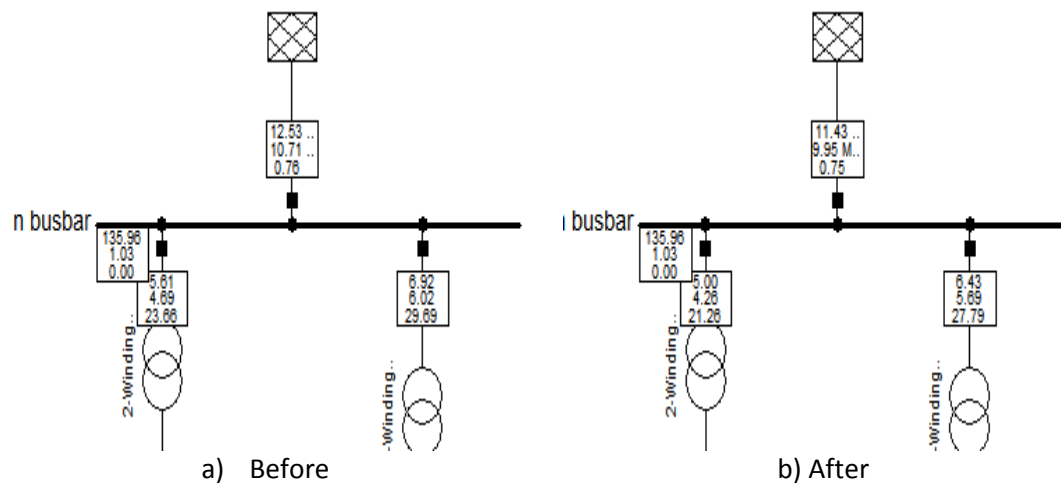 12.53 ..
10.71 ..
0.76
n busbar
135.96
1.03
0.00
5.61
4.69
23.66
6.92
6.02
29.69
2-Winding..
-Winding..
a) Before
11.43 ..
9.95 M..
0.75
busbar
135.96
1.03
0.00
5.00
4.26
21.26
6.43
5.69
27.79
2-Winding..
-Winding..
b) After